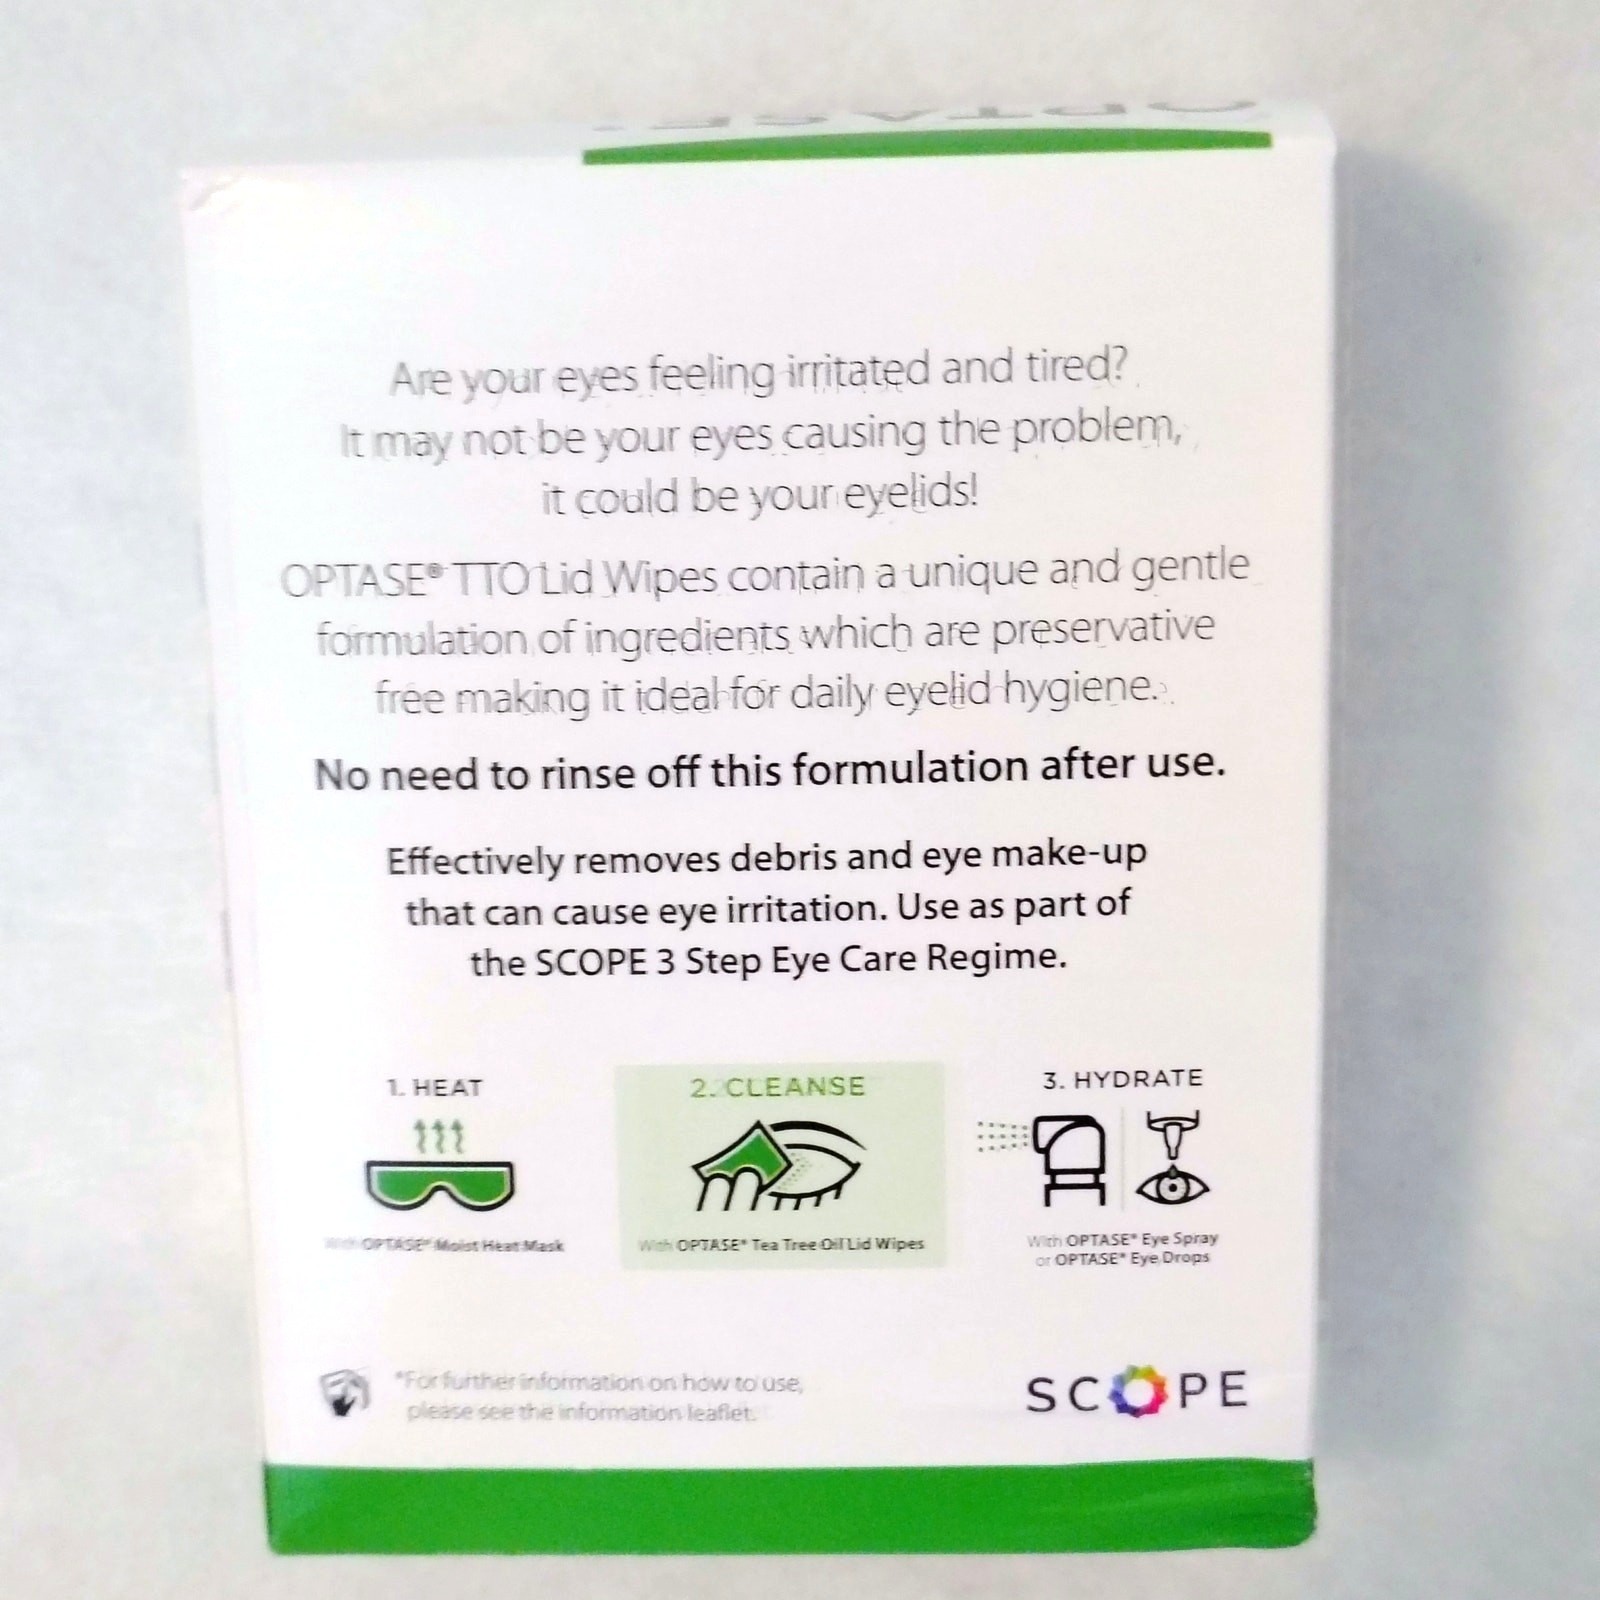 OPTASE
Are your eyes feeling irritated and tired?
It may not be your eyes causing the problem,
it could be your eyelids!
OPTASE® TTO Lid Wipes contain a unique and gentle
formulation of ingredients which are preservative
free making it ideal for daily eyelid hygiene.
No need to rinse off this formulation after use.
Effectively removes debris and eye make-up
that can cause eye irritation. Use as part of
the SCOPE 3 Step Eye Care Regime.
1. HEAT
With OPTASE® Moist Heat Mask
2. CLEANSE
With OPTASE® Tea Tree Oil Lid Wipes
3. HYDRATE
With OPTASE® Eye Spray
or OPTASE® Eye Drops
*For further information on how to use,
please see the information leaflet.
SCOPE